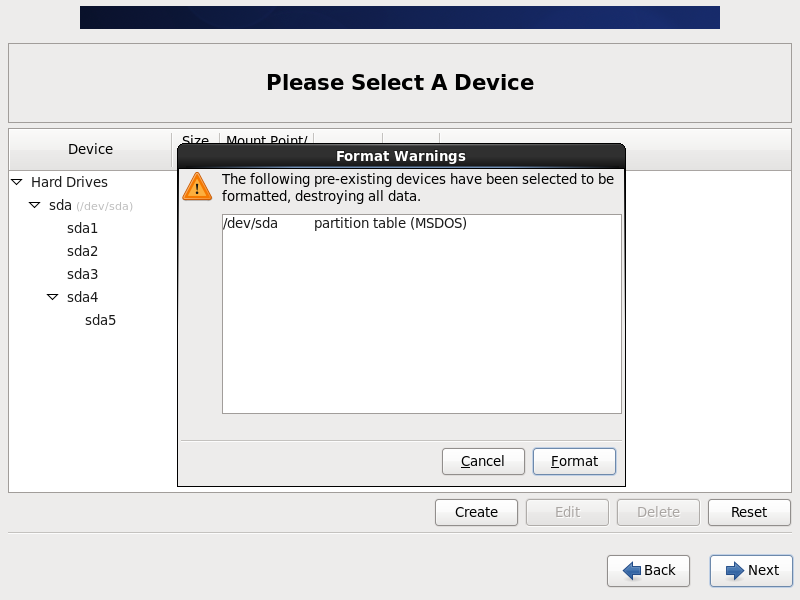 Please Select A Device
Device
Size
Mount Point/
Format Warnings
The following pre-existing devices have been selected to be
formatted, destroying all data.
/dev/sda partition table (MSDOS)
Hard Drives
sda (/dev/sda)
sda1
sda2
sda3
sda4
sda5
Cancel Format
Create Edit Delete Reset
Back Next